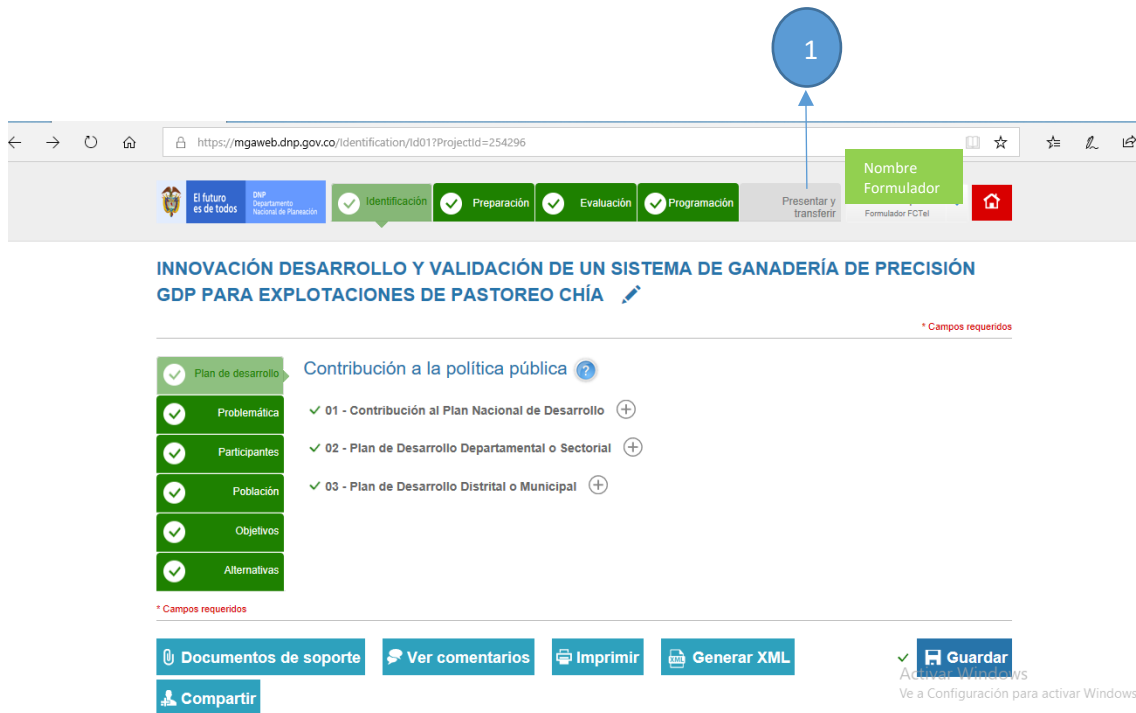 1
https://mgaweb.dnp.gov.co/Identification/Id01?ProjectId=254296
Nombre
Formulador
El futuro
es de todos
DNP
Departamento
Nacional de Planeación
Identificación
Preparación
Evaluación
Programación
Presentar y
transferir
Formulador FCTeI
INNOVACIÓN DESARROLLO Y VALIDACIÓN DE UN SISTEMA DE GANADERÍA DE PRECISIÓN
GDP PARA EXPLOTACIONES DE PASTOREO CHÍA
* Campos requeridos
Plan de desarrollo
Problemática
Participantes
Población
Objetivos
Alternativas
Contribución a la política pública ?
01 - Contribución al Plan Nacional de Desarrollo
02 - Plan de Desarrollo Departamental o Sectorial
03 - Plan de Desarrollo Distrital o Municipal
* Campos requeridos
Documentos de soporte
Ver comentarios
Imprimir
XML
Generar XML
Guardar
Compartir
Activar Windows
Ve a Configuración para activar Windows